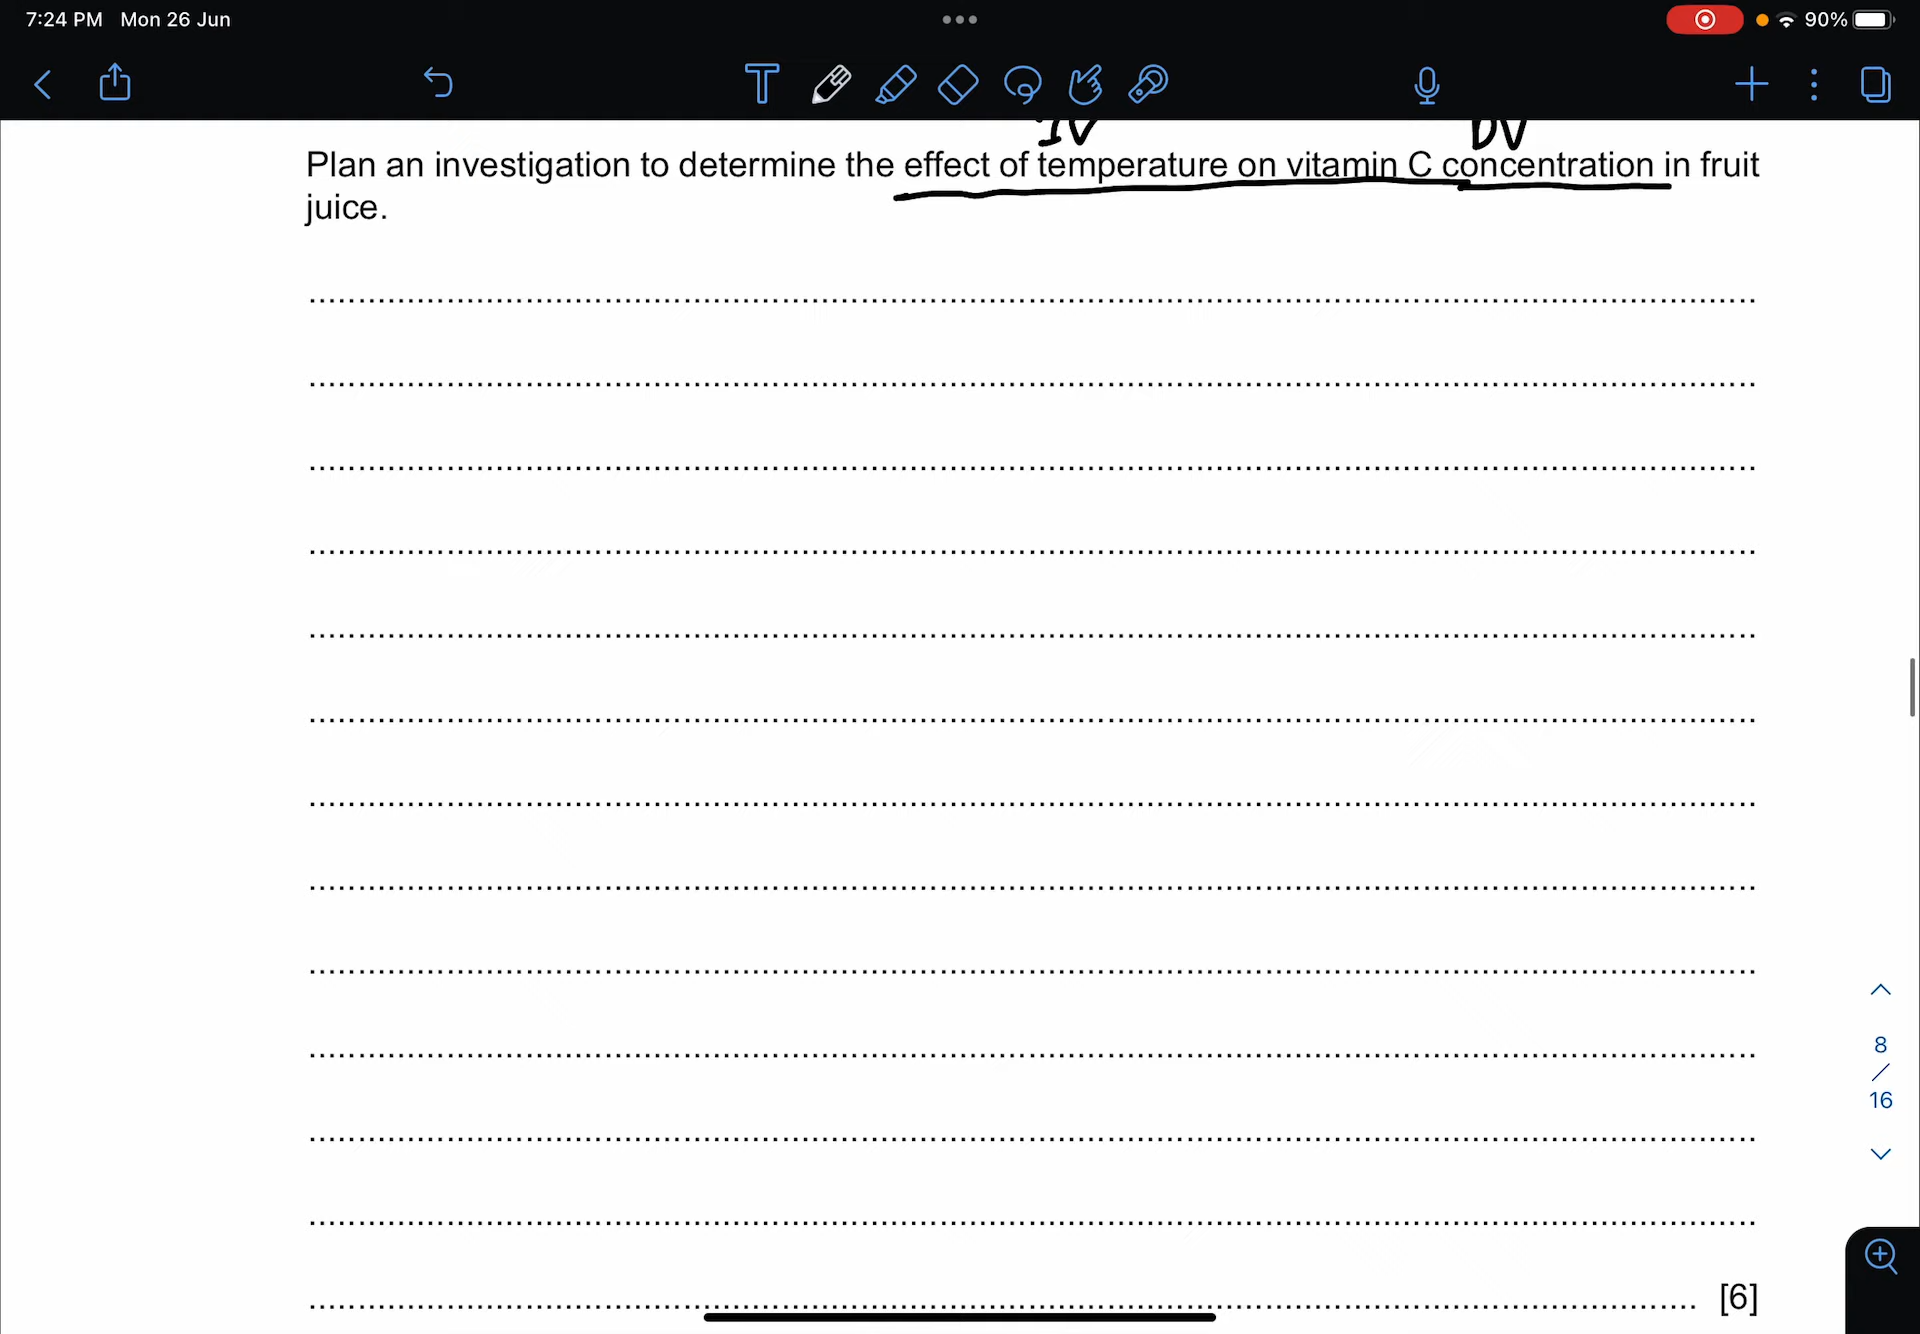 7:24 PM Mon 26 Jun
90%
IV DV
Plan an investigation to determine the effect of temperature on vitamin C concentration in fruit
juice.
8
/
16
[6]